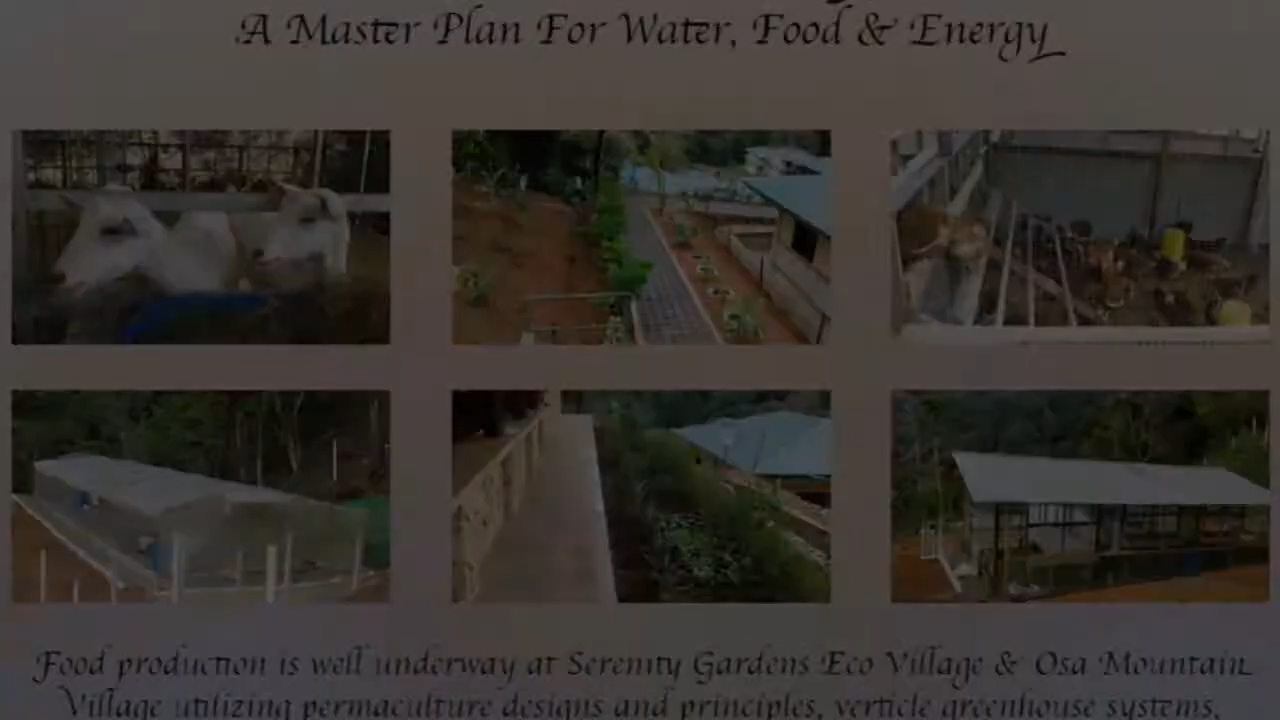 A Master Plan For Water, Food & Energy
Food production is well underway at Serenity Gardens Eco Village & Osa Mountain
Village utilizing permaculture designs and principles, verticle greenhouse systems,